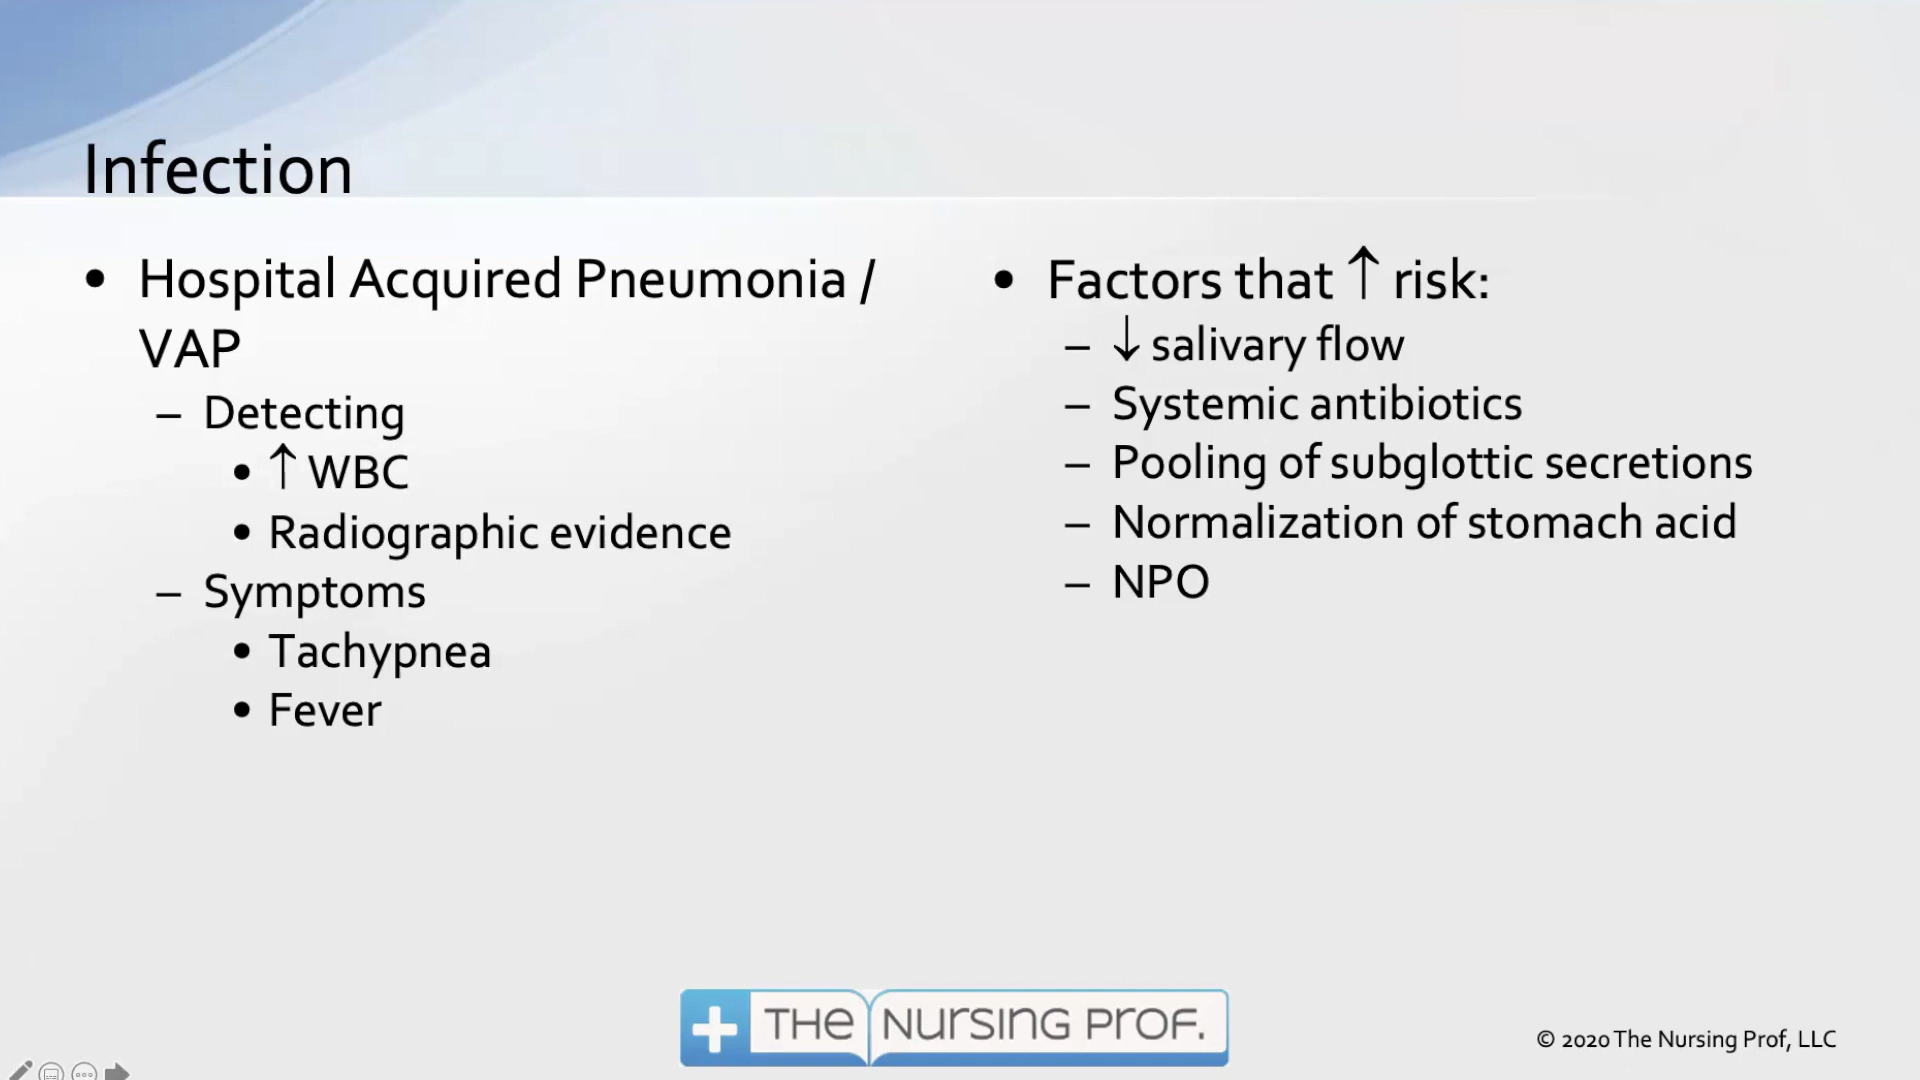 Infection
• Hospital Acquired Pneumonia /
VAP
– Detecting
• ↑ WBC
• Radiographic evidence
– Symptoms
• Tachypnea
• Fever
• Factors that ↑ risk:
– ↓ salivary flow
– Systemic antibiotics
– Pooling of subglottic secretions
– Normalization of stomach acid
– NPO
THE NURSING PROF.
© 2020 The Nursing Prof, LLC